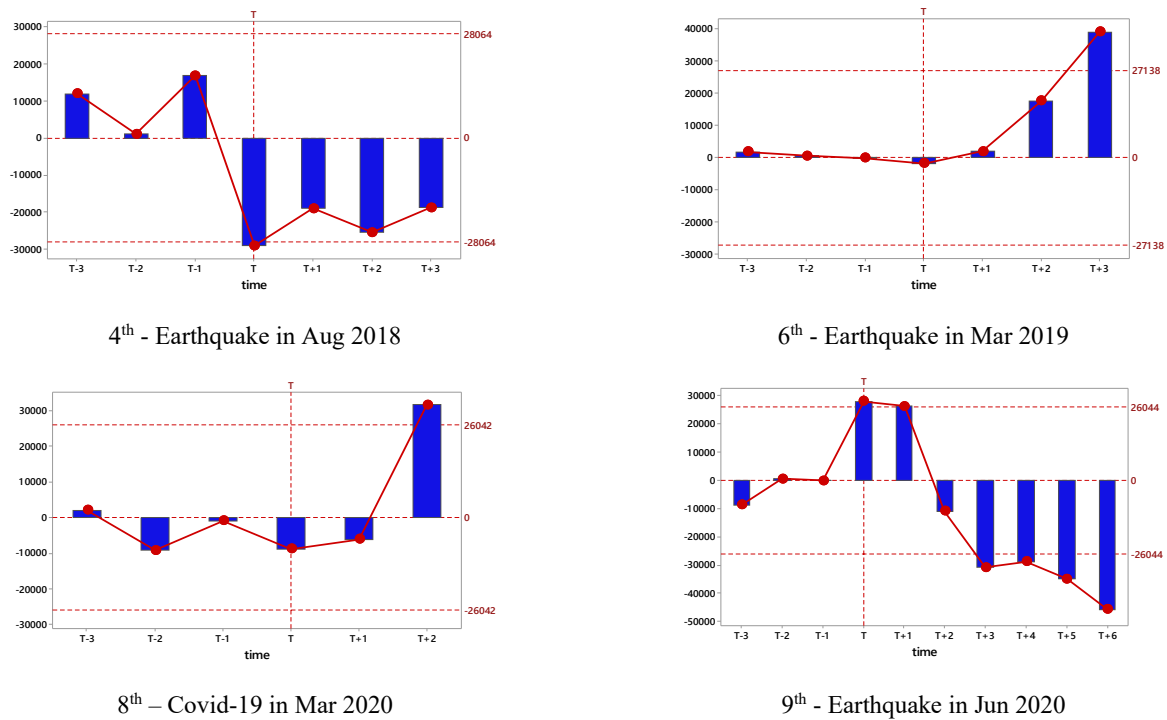 T
30000
28064
20000
10000
0
0
-10000
-20000
-28064
-30000
T-3 T-2 T-1 T T+1 T+2 T+3
time
4th - Earthquake in Aug 2018
T
40000
30000
27138
20000
10000
0
0
-10000
-20000
-27138
-30000
T-3 T-2 T-1 T T+1 T+2 T+3
time
6th - Earthquake in Mar 2019
T
30000
26042
20000
10000
0
0
-10000
-20000
-26042
-30000
T-3 T-2 T-1 T T+1 T+2
time
8th – Covid-19 in Mar 2020
T
30000
26044
20000
10000
0
0
-10000
-20000
-26044
-30000
-40000
-50000
T-3 T-2 T-1 T T+1 T+2 T+3 T+4 T+5 T+6
time
9th - Earthquake in Jun 2020